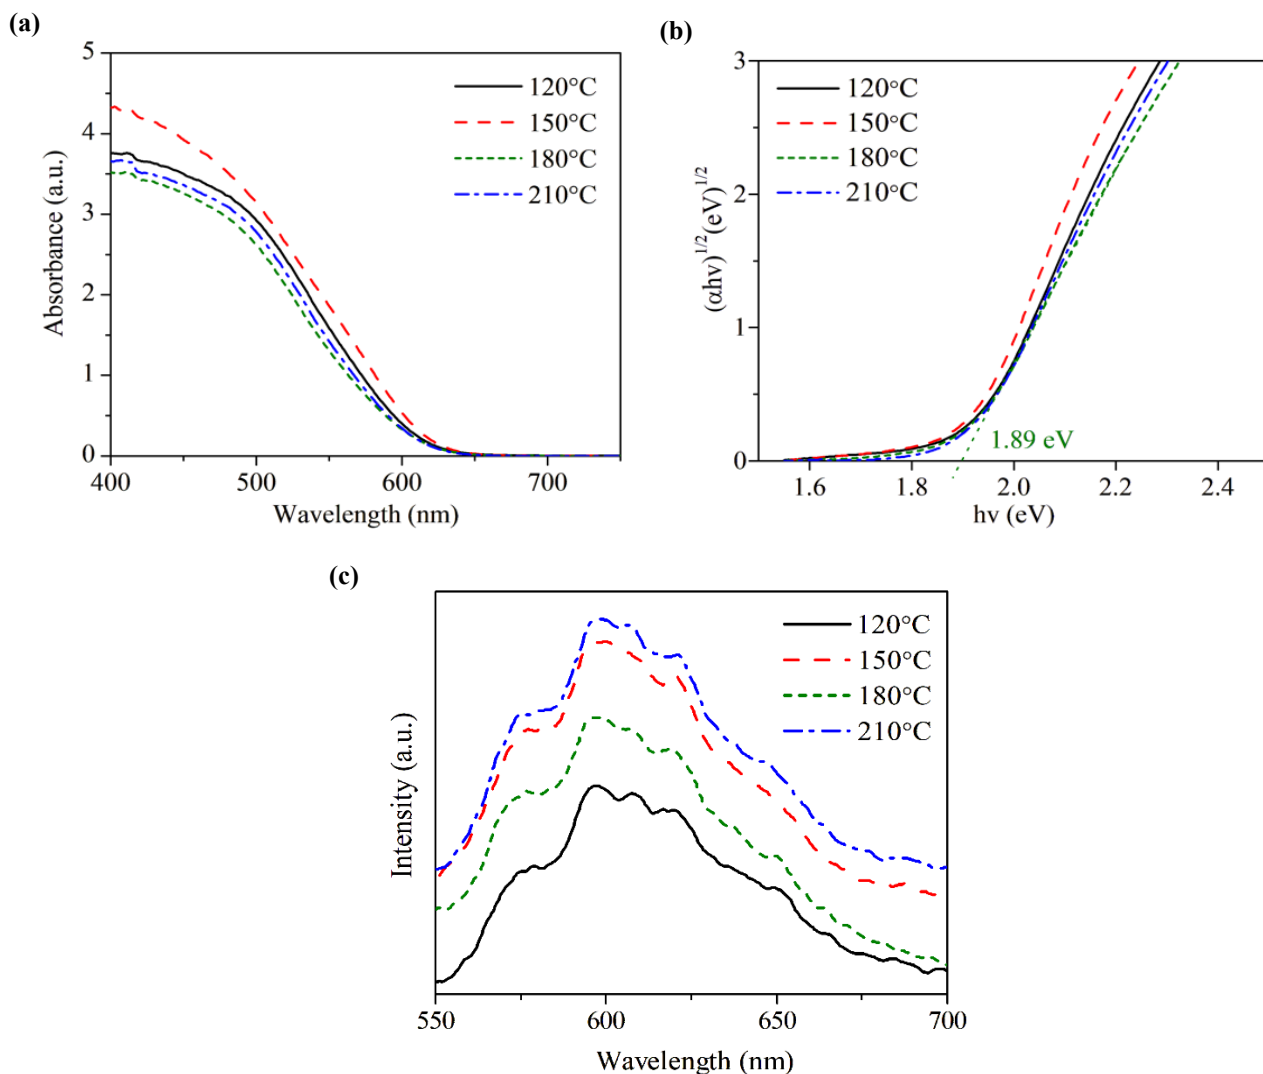 (a)
5
4
3
2
1
0
Absorbance (a.u.)
120°C
150°C
180°C
210°C
400
500
600
700
Wavelength (nm)
(b)
3
2
1
0
(αhν)^1/2 (eV)^1/2
120°C
150°C
180°C
210°C
1.89 eV
1.6
1.8
2.0
2.2
2.4
hν (eV)
(c)
Intensity (a.u.)
120°C
150°C
180°C
210°C
550
600
650
700
Wavelength (nm)